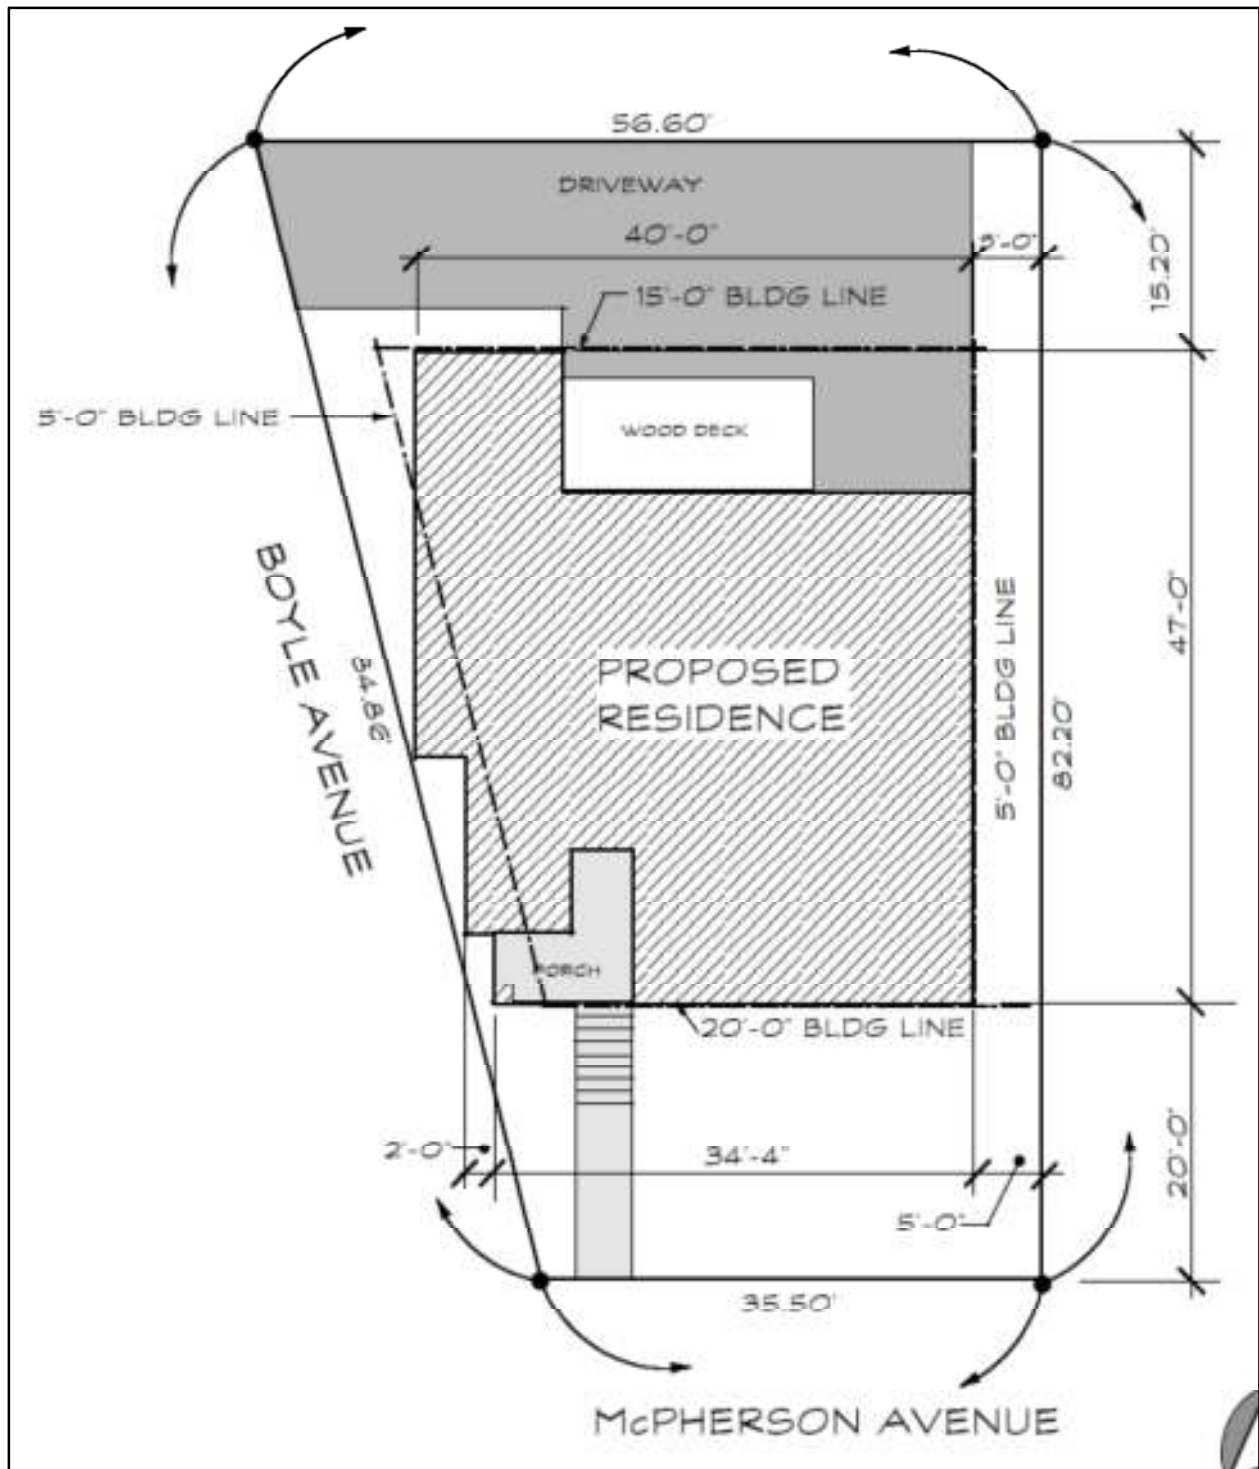 56.60'
DRIVEWAY
40'-0"
5'-0"
15.20'
15'-0" BLDG LINE
5'-0" BLDG LINE
WOOD DECK
BOYLE AVENUE
84.86'
PROPOSED
RESIDENCE
5'-0" BLDG LINE
82.20'
47'-0"
PORCH
20'-0" BLDG LINE
2'-0"
34'-4"
5'-0"
20'-0"
35.50'
McPHERSON AVENUE